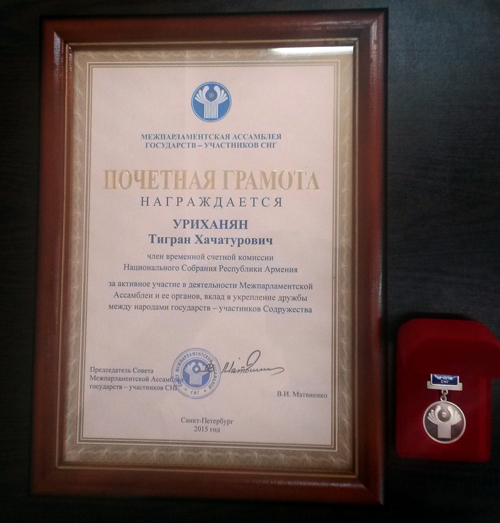 МЕЖПАРЛАМЕНТСКАЯ АССАМБЛЕЯ
ГОСУДАРСТВ – УЧАСТНИКОВ СНГ
ПОЧЕТНАЯ ГРАМОТА
НАГРАЖДАЕТСЯ
УРИХАНЯН
Тигран Хачатурович
член временной счетной комиссии
Национального Собрания Республики Армения
за активное участие в деятельности Межпарламентской
Ассамблеи и ее органов, вклад в укрепление дружбы
между народами государств – участников Содружества
Председатель Совета
Межпарламентской Ассамблеи
государств – участников СНГ
В.И. Матвиенко
Санкт-Петербург
2015 год
СНГ